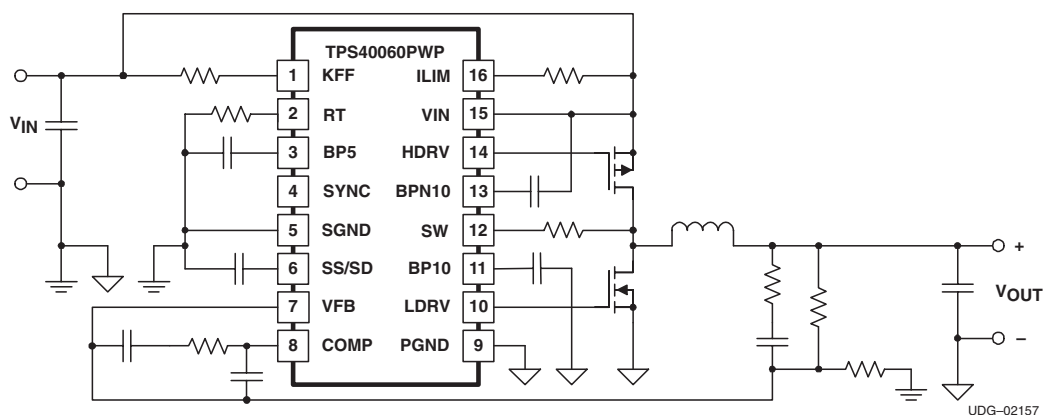 TPS40060PWP
1 KFF ILIM 16
2 RT VIN 15
3 BP5 HDRV 14
4 SYNC BPN10 13
5 SGND SW 12
6 SS/SD BP10 11
7 VFB LDRV 10
8 COMP PGND 9
VIN
+
VOUT
–
UDG–02157